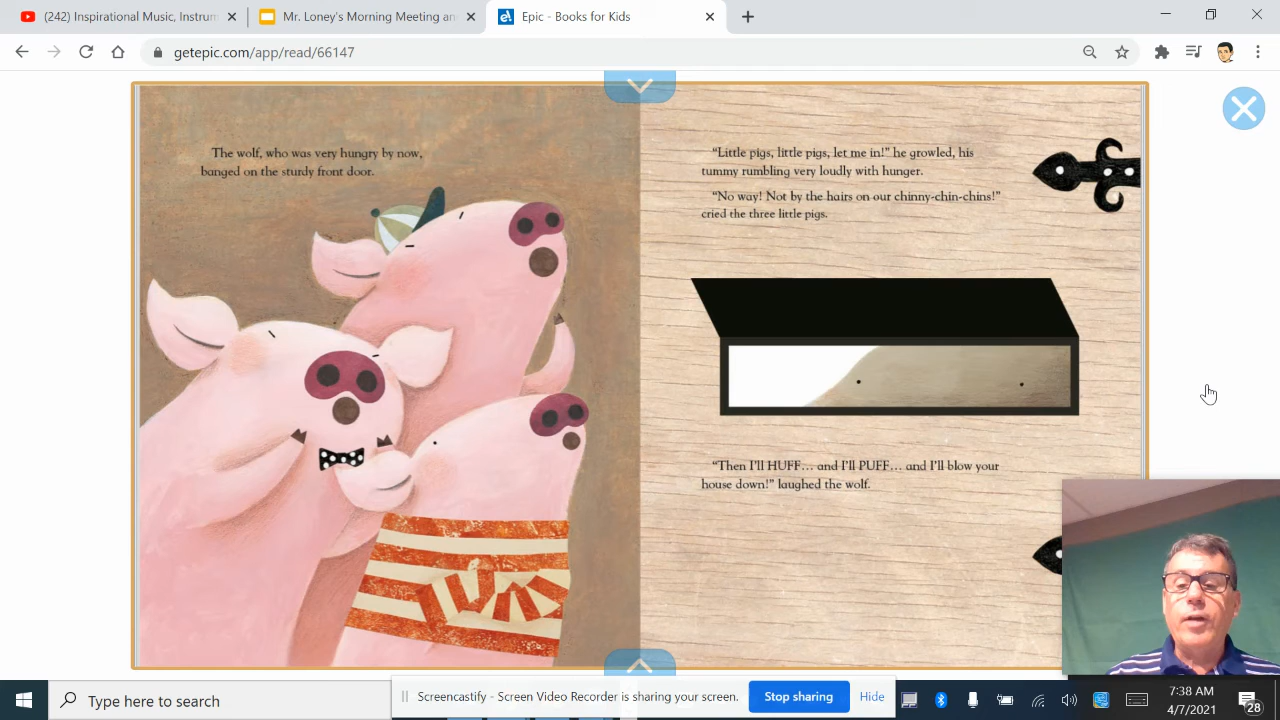 (242) Inspirational Music, Instrum
Mr. Loney's Morning Meeting an
Epic - Books for Kids
getepic.com/app/read/66147
The wolf, who was very hungry by now,
banged on the sturdy front door.
“Little pigs, little pigs, let me in!” he growled, his
tummy rumbling very loudly with hunger.
“No way! Not by the hairs on our chinny-chin-chins!”
cried the three little pigs.
“Then I’ll HUFF… and I’ll PUFF… and I’ll blow your
house down!” laughed the wolf.
Screencastify - Screen Video Recorder is sharing your screen.
Stop sharing
Hide
Type here to search
7:38 AM
4/7/2021
28